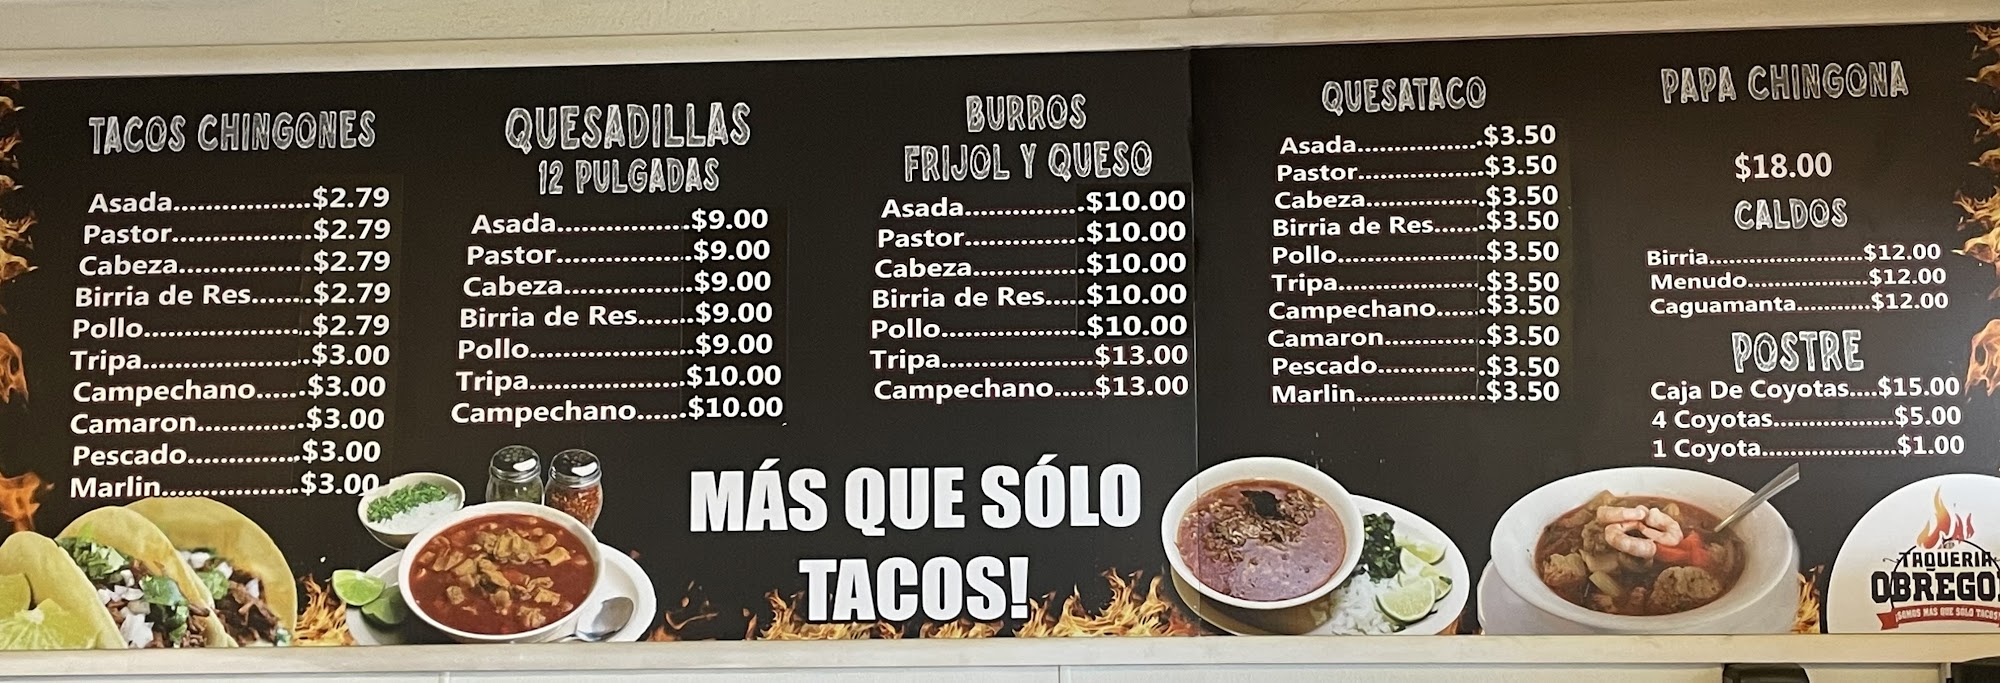 TACOS CHINGONES
Asada.................$2.79
Pastor.................$2.79
Cabeza................$2.79
Birria de Res.......$2.79
Pollo....................$2.79
Tripa....................$3.00
Campechano......$3.00
Camaron.............$3.00
Pescado..............$3.00
Marlin.................$3.00
QUESADILLAS
12 PULGADAS
Asada................$9.00
Pastor................$9.00
Cabeza...............$9.00
Birria de Res......$9.00
Pollo....................$9.00
Tripa...................$10.00
Campechano......$10.00
BURROS
FRIJOL Y QUESO
Asada...............$10.00
Pastor...............$10.00
Cabeza..............$10.00
Birria de Res.....$10.00
Pollo..................$10.00
Tripa...................$13.00
Campechano.....$13.00
QUESATACO
Asada................$3.50
Pastor................$3.50
Cabeza...............$3.50
Birria de Res......$3.50
Pollo...................$3.50
Tripa...................$3.50
Campechano......$3.50
Camaron............$3.50
Pescado.............$3.50
Marlin................$3.50
PAPA CHINGONA
$18.00
CALDOS
Birria.........................$12.00
Menudo...................$12.00
Caguamanta...........$12.00
POSTRE
Caja De Coyotas....$15.00
4 Coyotas.................$5.00
1 Coyota...................$1.00
MÁS QUE SÓLO
TACOS!
TAQUERIA
OBREGO
¡SOMOS MAS QUE SOLO TACOS!